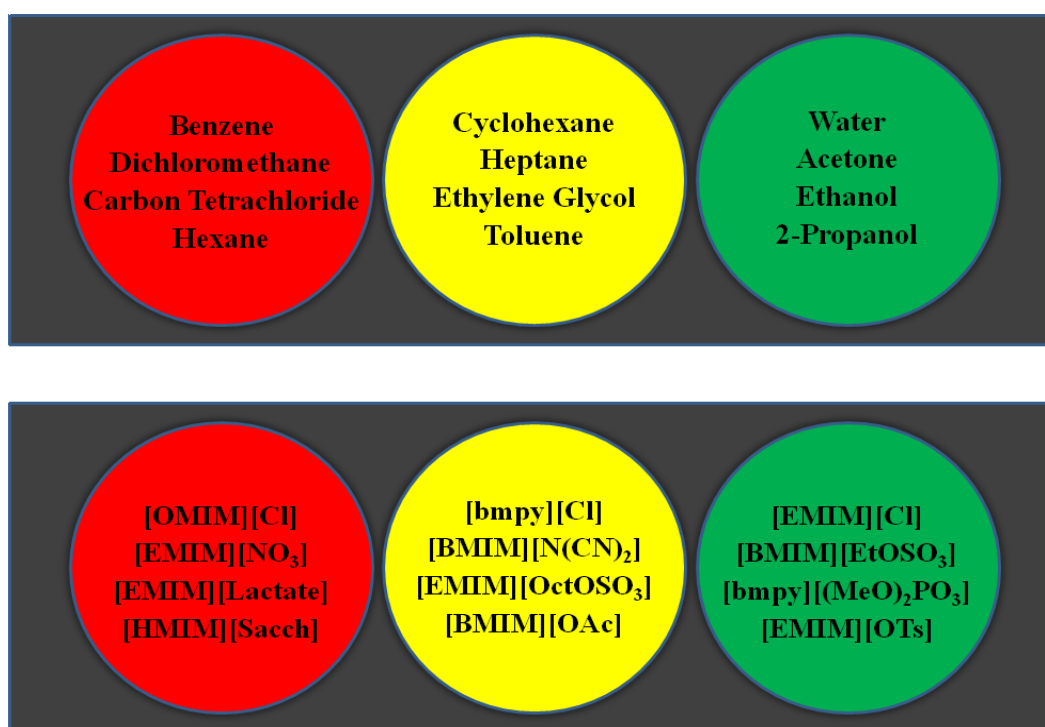 Benzene
Dichloromethane
Carbon Tetrachloride
Hexane
Cyclohexane
Heptane
Ethylene Glycol
Toluene
Water
Acetone
Ethanol
2-Propanol
[OMIM][Cl]
[EMIM][NO₃]
[EMIM][Lactate]
[HMIM][Sacch]
[bmpy][Cl]
[BMIM][N(CN)₂]
[EMIM][OctOSO₃]
[BMIM][OAc]
[EMIM][Cl]
[BMIM][EtOSO₃]
[bmpy][(MeO)₂PO₃]
[EMIM][OTs]